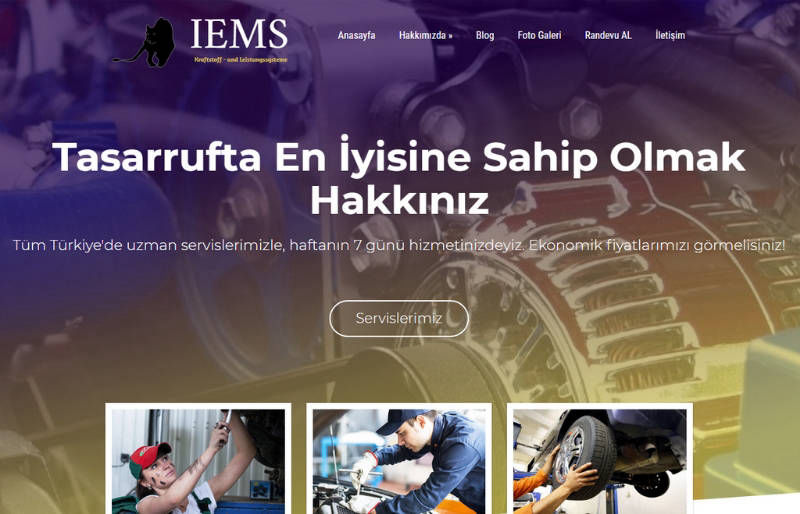 IEMS
Kraftstoff - und Leistungssysteme
Anasayfa
Hakkımızda »
Blog
Foto Galeri
Randevu AL
İletişim
Tasarrufta En İyisine Sahip Olmak
Hakkınız
Tüm Türkiye'de uzman servislerimizle, haftanın 7 günü hizmetinizdeyiz. Ekonomik fiyatlarımızı görmelisiniz!
Servislerimiz